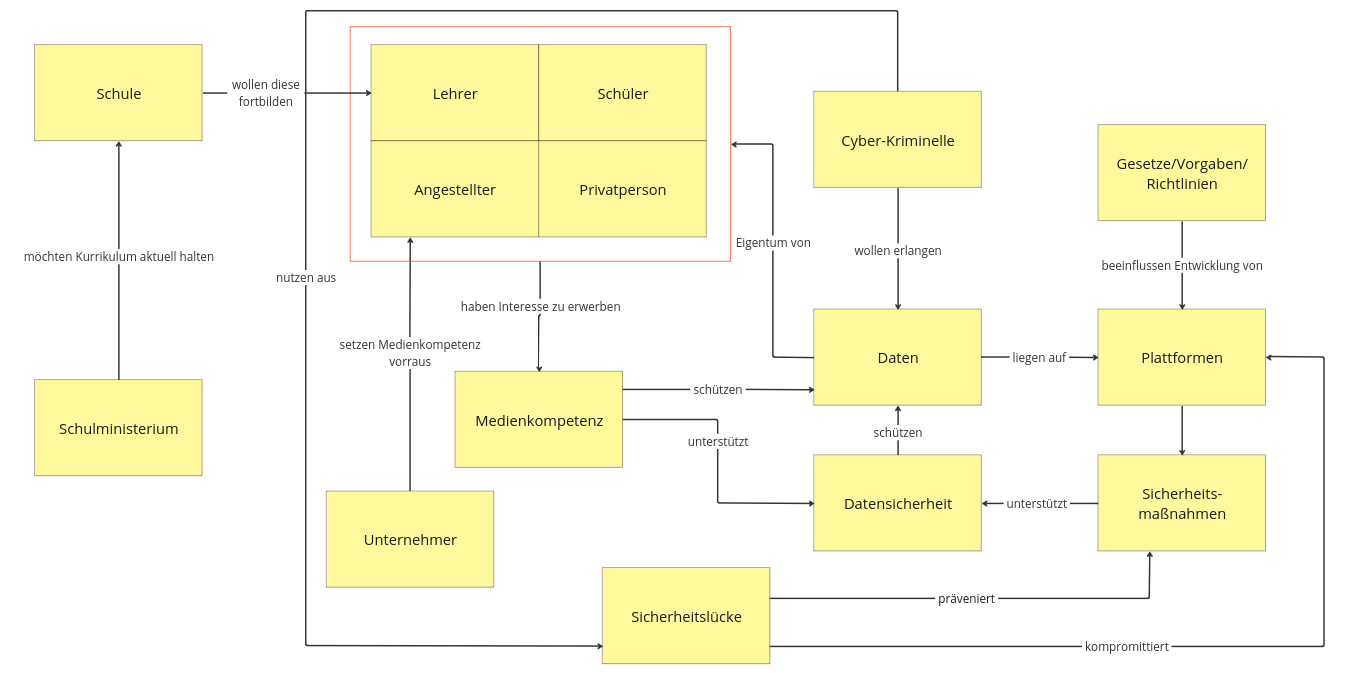 Schule
wollen diese
fortbilden
Lehrer
Schüler
Angestellter
Privatperson
Cyber-Kriminelle
Gesetze/Vorgaben/
Richtlinien
möchten Kurrikulum aktuell halten
nutzen aus
Eigentum von
wollen erlangen
beeinflussen Entwicklung von
haben Interesse zu erwerben
setzen Medienkompetenz
vorraus
Daten
liegen auf
Plattformen
Schulministerium
Medienkompetenz
schützen
unterstützt
schützen
Datensicherheit
unterstützt
Sicherheits-
maßnahmen
Unternehmer
Sicherheitslücke
präveniert
kompromittiert